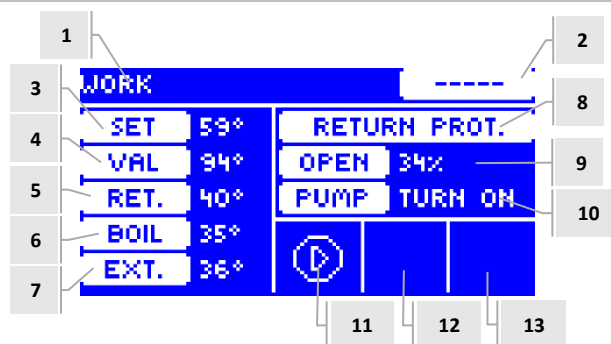 1
2
WORK
-----
3
SET 59° RETURN PROT. 8
4
VAL 94° OPEN 34% 9
5
RET. 40° PUMP TURN ON 10
6
BOIL 35°
7
EXT. 36°
11 12 13